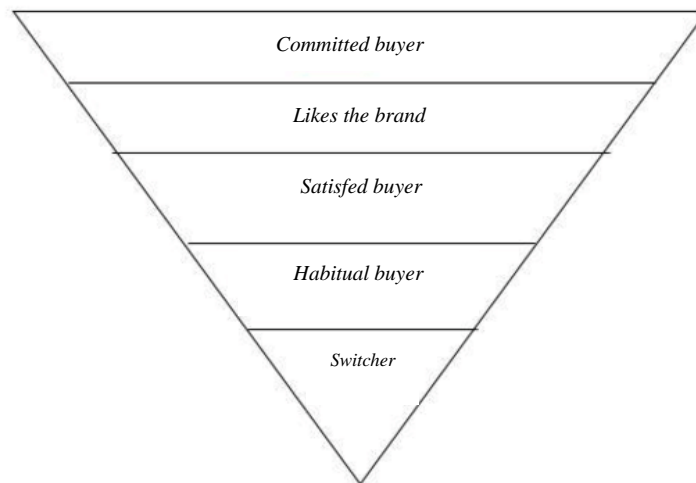 Committed buyer
Likes the brand
Satisfed buyer
Habitual buyer
Switcher